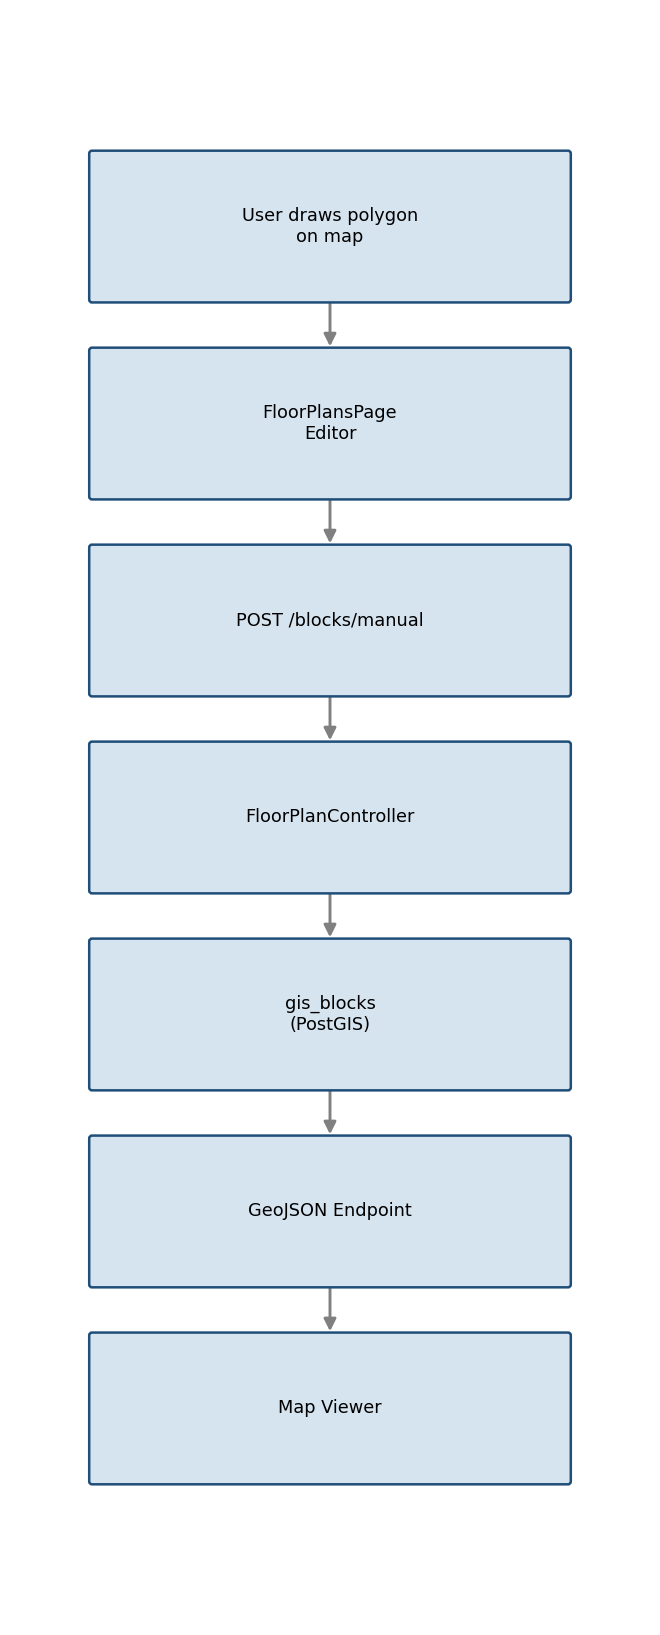 User draws polygon
on map
FloorPlansPage
Editor
POST /blocks/manual
FloorPlanController
gis_blocks
(PostGIS)
GeoJSON Endpoint
Map Viewer